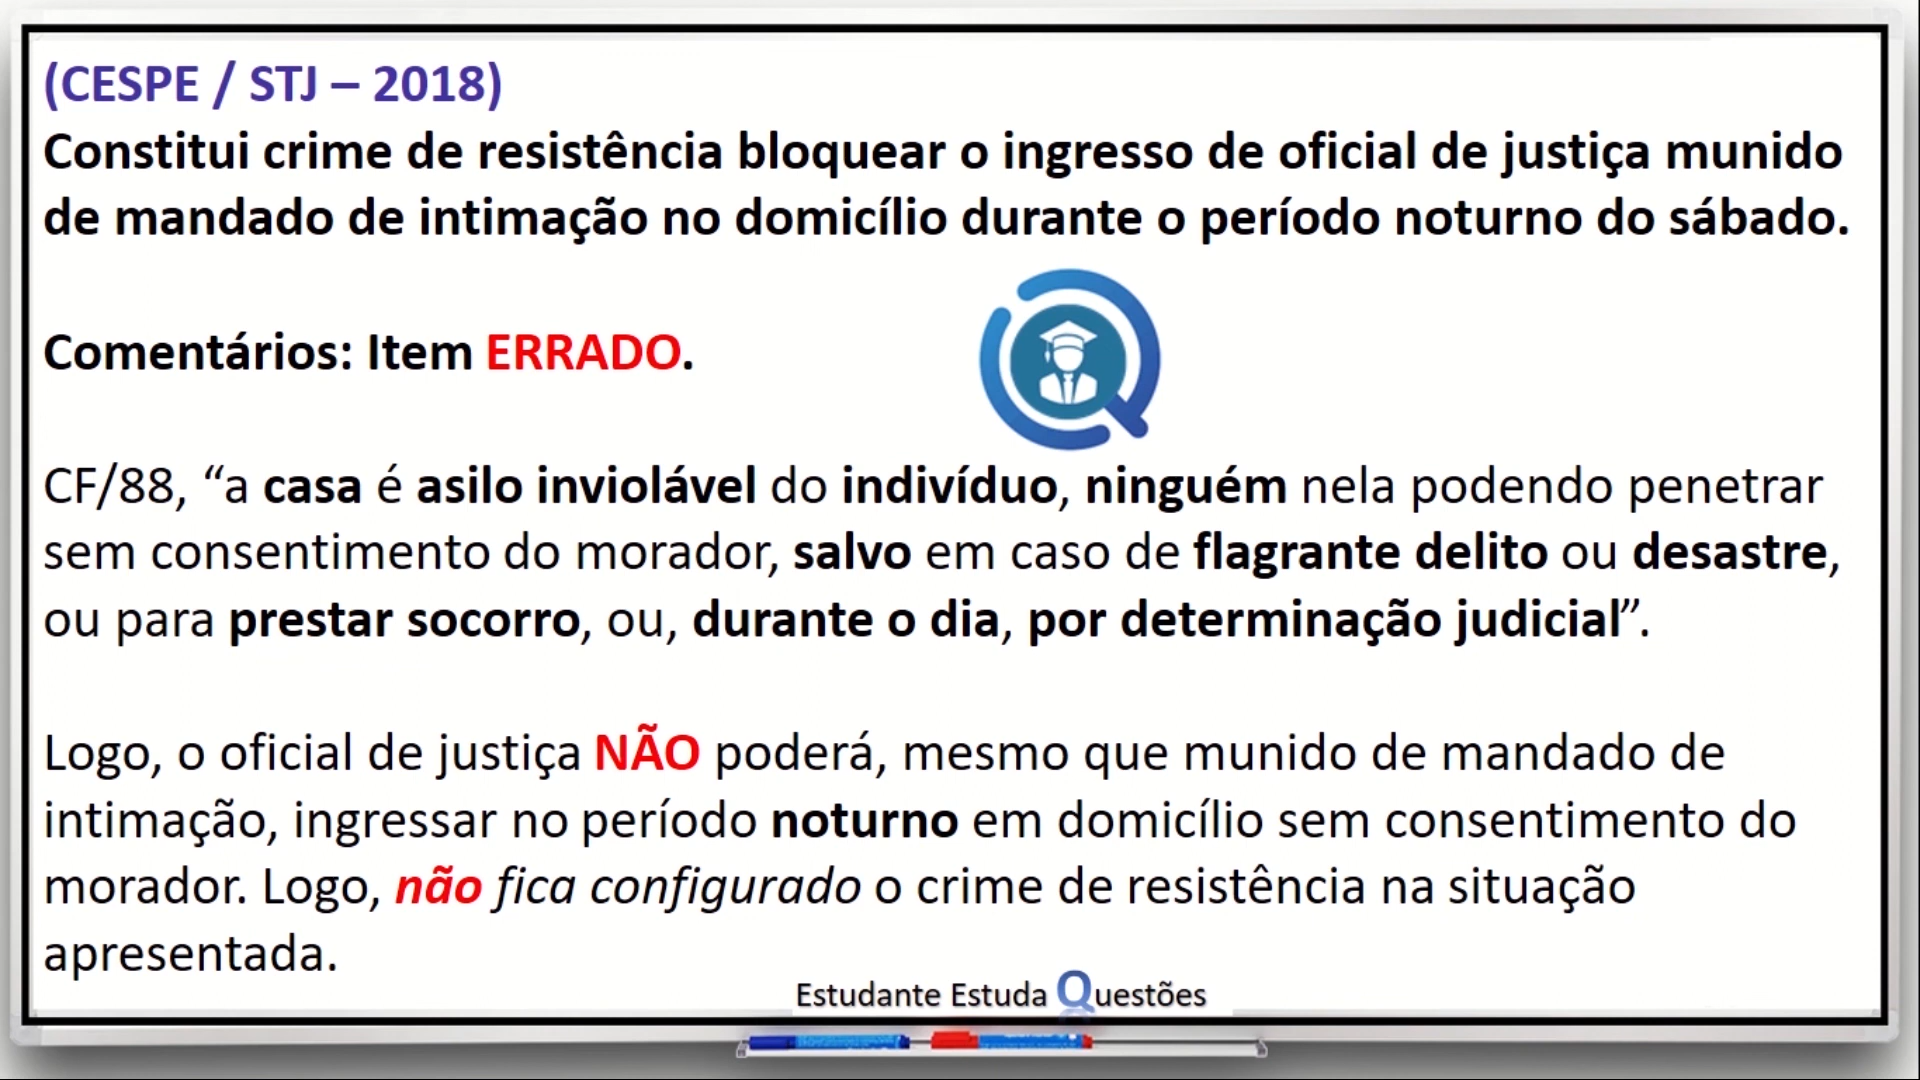 (CESPE / STJ – 2018)
Constitui crime de resistência bloquear o ingresso de oficial de justiça munido
de mandado de intimação no domicílio durante o período noturno do sábado.
Comentários: Item ERRADO.
CF/88, “a casa é asilo inviolável do indivíduo, ninguém nela podendo penetrar
sem consentimento do morador, salvo em caso de flagrante delito ou desastre,
ou para prestar socorro, ou, durante o dia, por determinação judicial”.
Logo, o oficial de justiça NÃO poderá, mesmo que munido de mandado de
intimação, ingressar no período noturno em domicílio sem consentimento do
morador. Logo, não fica configurado o crime de resistência na situação
apresentada.
Estudante Estuda Questões